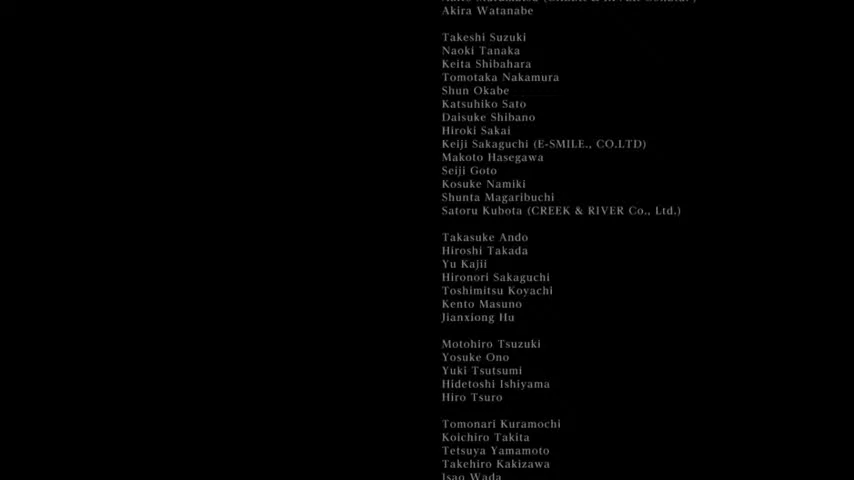 Akira Watanabe
Takeshi Suzuki
Naoki Tanaka
Keita Shibahara
Tomotaka Nakamura
Shun Okabe
Katsuhiko Sato
Daisuke Shibano
Hiroki Sakai
Keiji Sakaguchi (E-SMILE., CO.LTD)
Makoto Hasegawa
Seiji Goto
Kosuke Namiki
Shunta Magaribuchi
Satoru Kubota (CREEK & RIVER Co., Ltd.)
Takasuke Ando
Hiroshi Takada
Yu Kajii
Hironori Sakaguchi
Toshimitsu Koyachi
Kento Masuno
Jianxiong Hu
Motohiro Tsuzuki
Yosuke Ono
Yuki Tsutsumi
Hidetoshi Ishiyama
Hiro Tsuro
Tomonari Kuramochi
Koichiro Takita
Tetsuya Yamamoto
Takehiro Kakizawa
Isao Wada